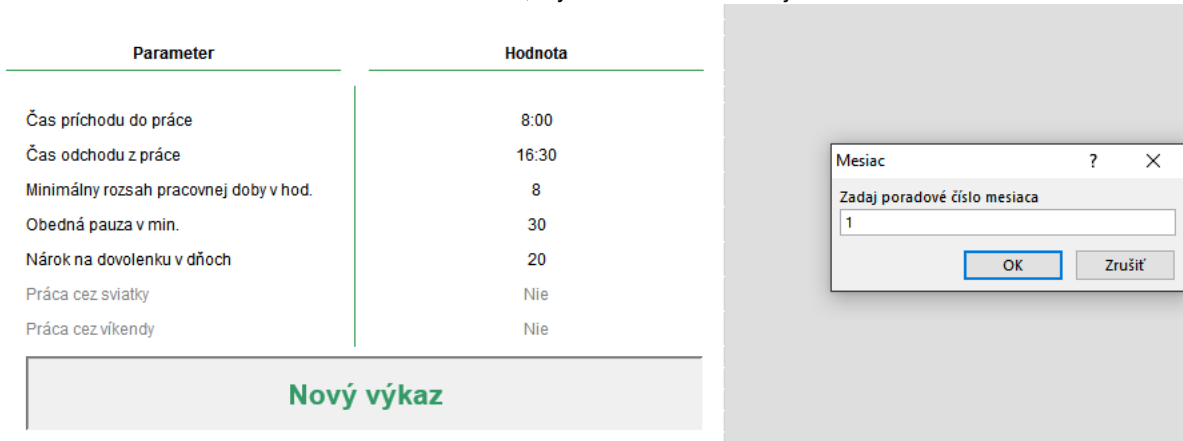 Parameter Hodnota
Čas príchodu do práce 8:00
Čas odchodu z práce 16:30
Minimálny rozsah pracovnej doby v hod. 8
Obedná pauza v min. 30
Nárok na dovolenku v dňoch 20
Práca cez sviatky Nie
Práca cez víkendy Nie
Nový výkaz
Mesiac ?
Zadaj poradové číslo mesiaca
1
OK Zrušiť